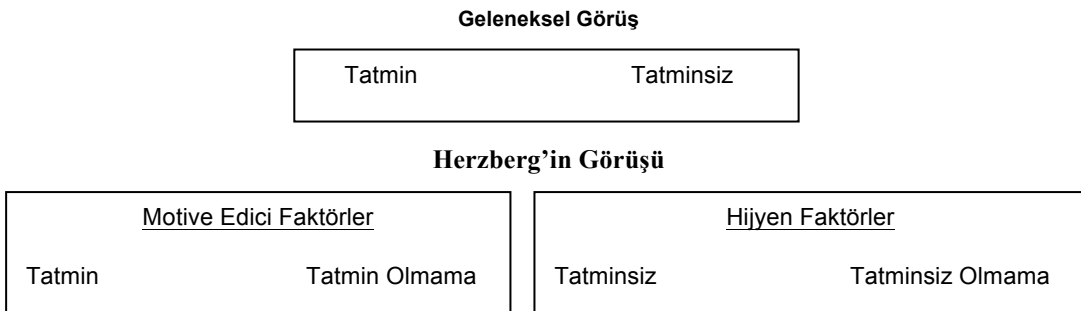 Geleneksel Görüş
Tatmin Tatminsiz
Herzberg’in Görüşü
Motive Edici Faktörler
Tatmin Tatmin Olmama
Hijyen Faktörler
Tatminsiz Tatminsiz Olmama